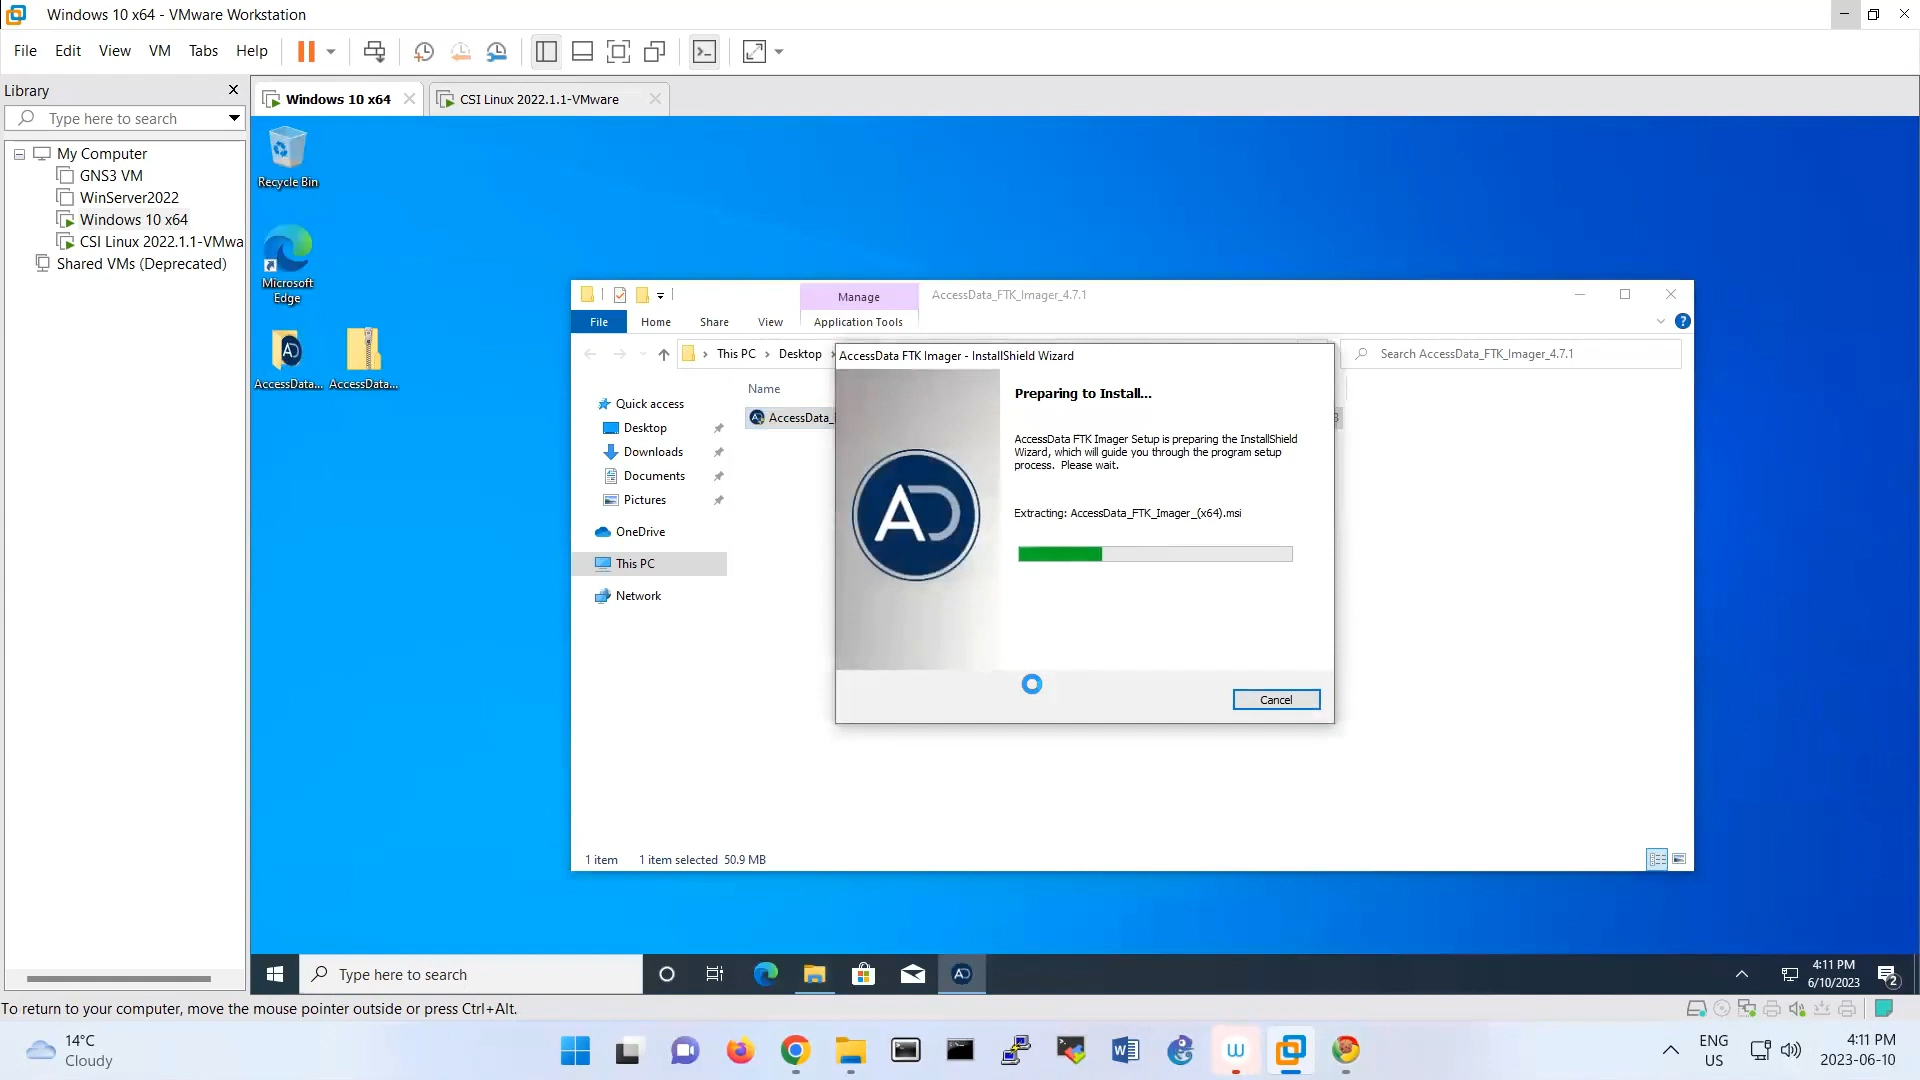 Windows 10 x64 - VMware Workstation
File Edit View VM Tabs Help
Library
Type here to search
My Computer
GNS3 VM
WinServer2022
Windows 10 x64
CSI Linux 2022.1.1-VMwa
Shared VMs (Deprecated)
Windows 10 x64
CSI Linux 2022.1.1-VMware
Recycle Bin
Microsoft
Edge
AccessData...
AccessData...
Manage
AccessData_FTK_Imager_4.7.1
File Home Share View Application Tools
This PC
Desktop
Search AccessData_FTK_Imager_4.7.1
Name
AccessData_
Quick access
Desktop
Downloads
Documents
Pictures
OneDrive
This PC
Network
AccessData FTK Imager - InstallShield Wizard
Preparing to Install...
AccessData FTK Imager Setup is preparing the InstallShield
Wizard, which will guide you through the program setup
process. Please wait.
Extracting: AccessData_FTK_Imager_(x64).msi
AD
Cancel
1 item 1 item selected 50.9 MB
Type here to search
4:11 PM
6/10/2023
2
To return to your computer, move the mouse pointer outside or press Ctrl+Alt.
14°C
Cloudy
ENG
US
4:11 PM
2023-06-10